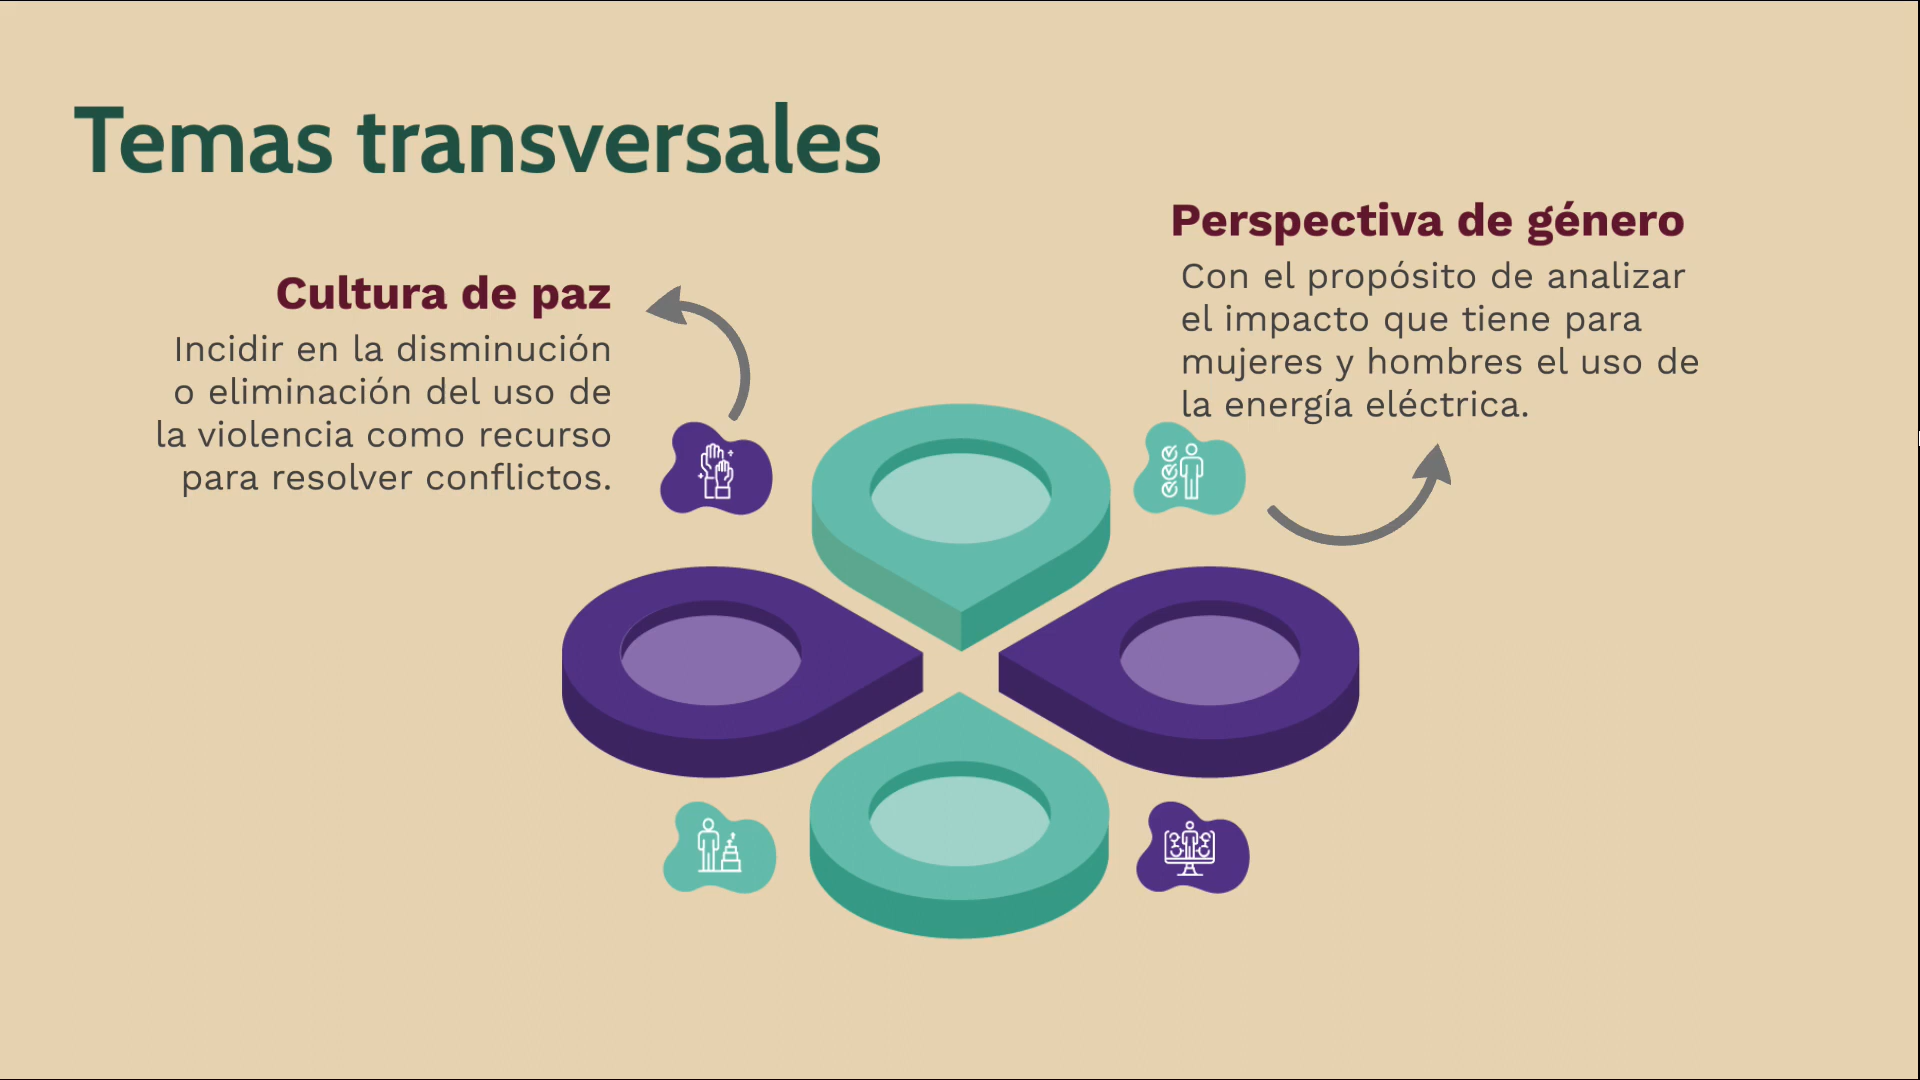 Temas transversales
Cultura de paz
Incidir en la disminución
o eliminación del uso de
la violencia como recurso
para resolver conflictos.
Perspectiva de género
Con el propósito de analizar
el impacto que tiene para
mujeres y hombres el uso de
la energía eléctrica.